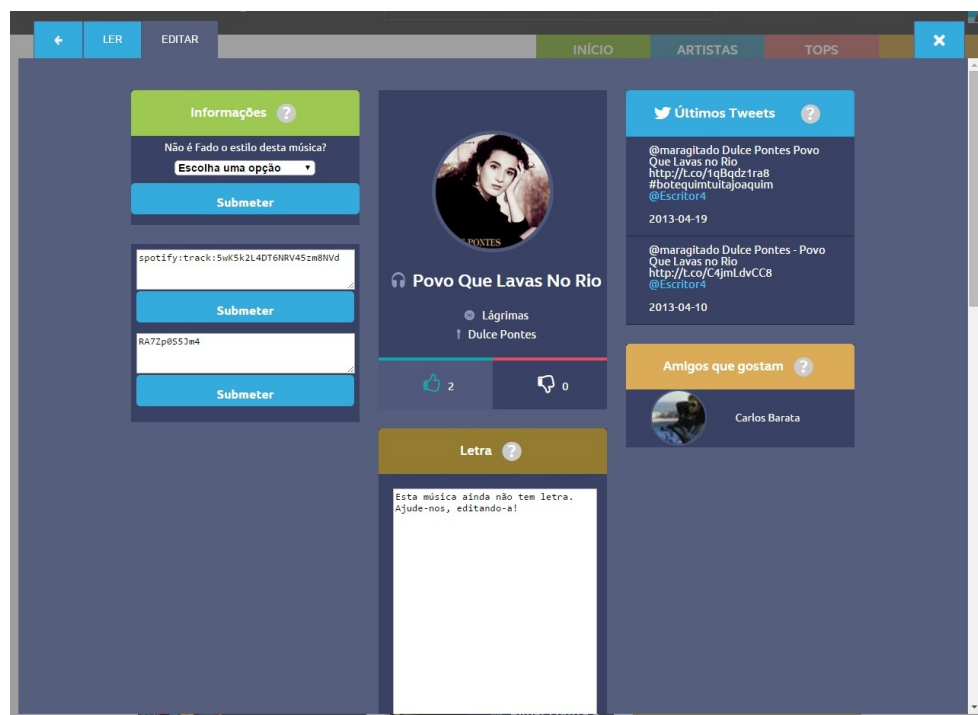 LER
EDITAR
INÍCIO
ARTISTAS
TOPS
Informações ?
Não é Fado o estilo desta música?
Escolha uma opção
Submeter
spotify:track:5wK5k2L4DT6NRV45zm8NVd
Submeter
RA7Zp0S5Jm4
Submeter
PONTES
Povo Que Lavas No Rio
Lágrimas
Dulce Pontes
2
0
Letra ?
Esta música ainda não tem letra.
Ajude-nos, editando-a!
Últimos Tweets ?
@maragitado Dulce Pontes Povo
Que Lavas no Rio
http://t.co/1qBqdz1ra8
#botequimtuitajoaquim
@Escritor4
2013-04-19
@maragitado Dulce Pontes - Povo
Que Lavas no Rio
http://t.co/C4jmLdvCC8
@Escritor4
2013-04-10
Amigos que gostam ?
Carlos Barata